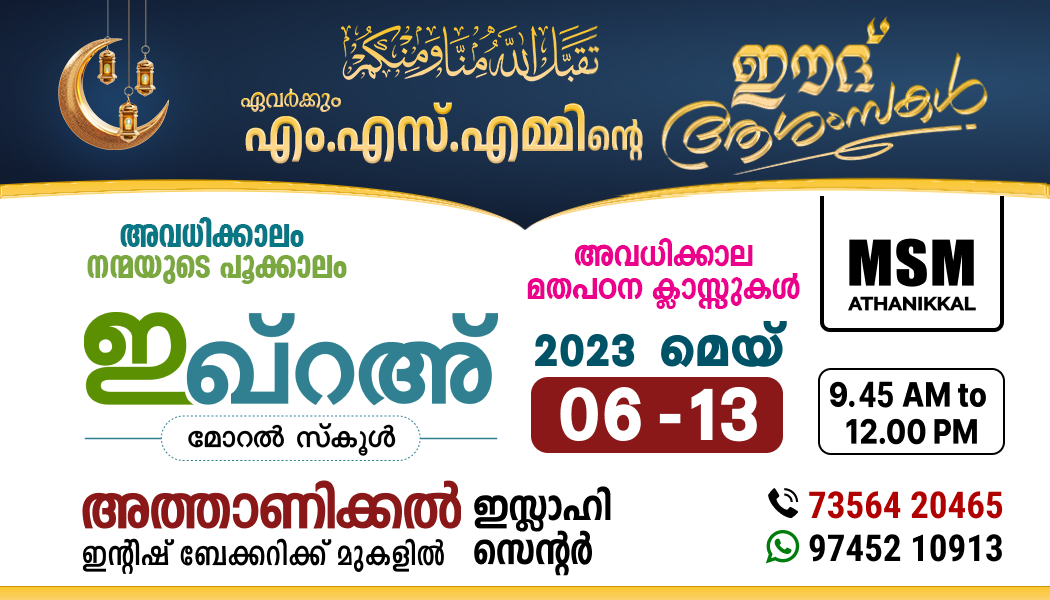 تقبل الله منا ومنكم
ഏവർക്കും
എം.എസ്.എമ്മിന്റെ
ഈദ്
ആശംസകൾ
അവധിക്കാലം
നന്മയുടെ പൂക്കാലം
ഇഖ്റഅ്
മോറൽ സ്കൂൾ
അവധിക്കാല
മതപഠന ക്ലാസ്സുകൾ
2023 മെയ്
06 - 13
MSM
ATHANIKKAL
9.45 AM to
12.00 PM
അത്താണിക്കൽ ഇസ്ലാഹി
ഇന്റിഷ് ബേക്കറിക്ക് മുകളിൽ സെന്റർ
73564 20465
97452 10913